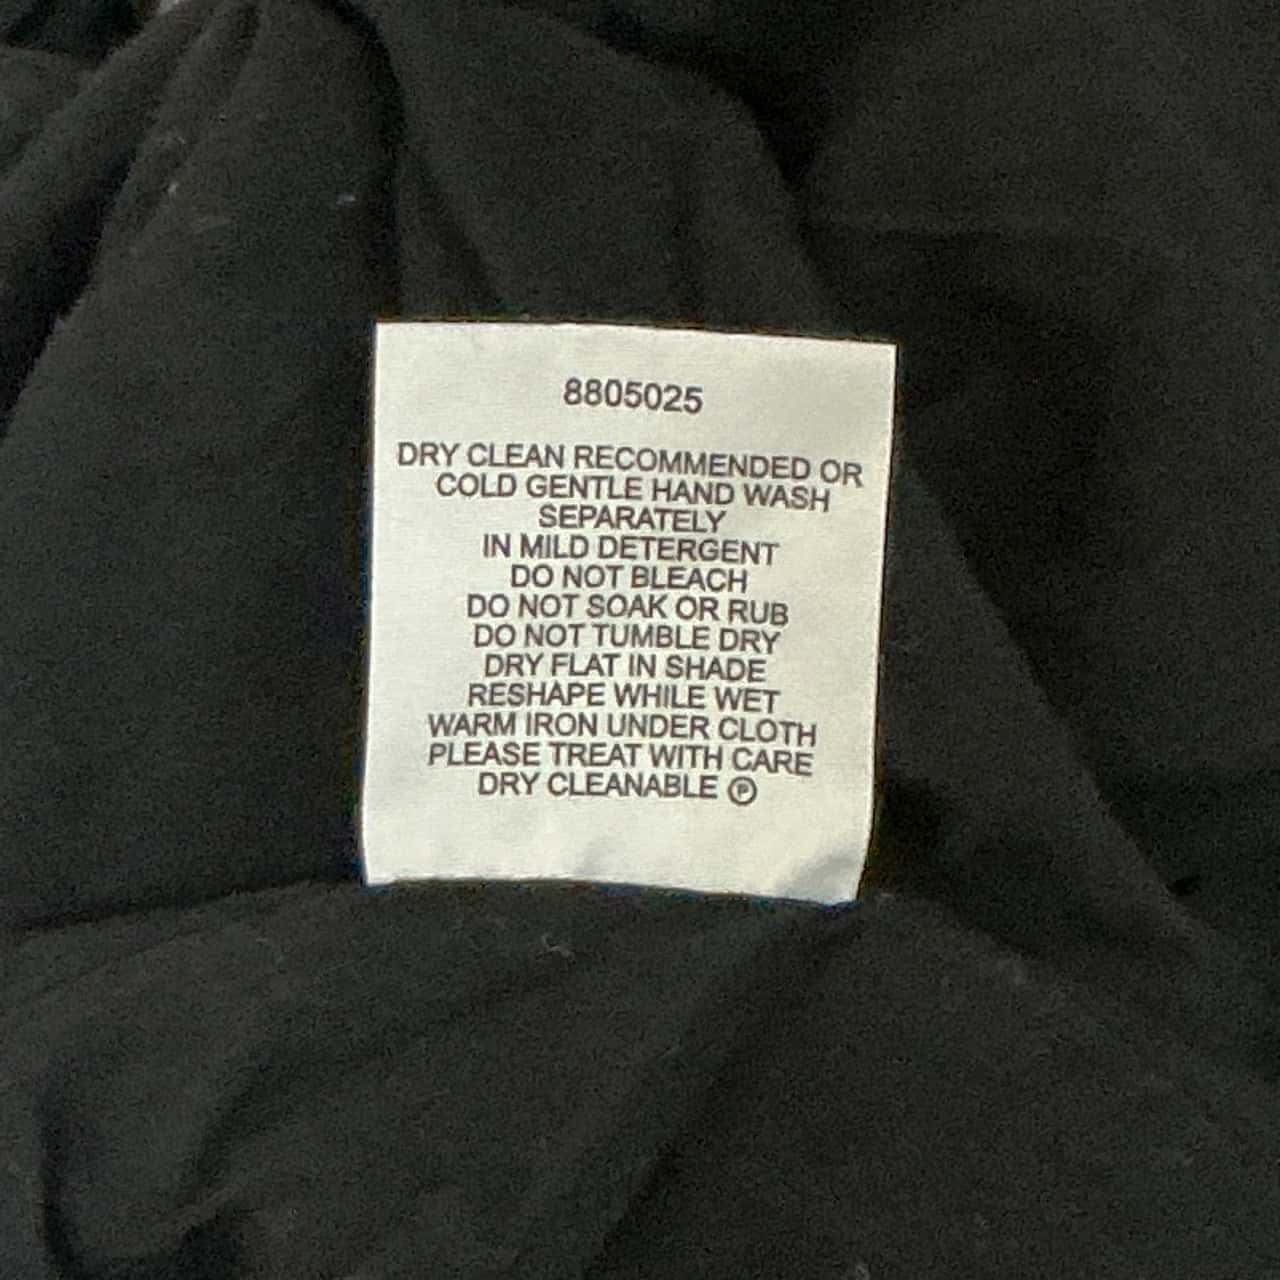 8805025
DRY CLEAN RECOMMENDED OR
COLD GENTLE HAND WASH
SEPARATELY
IN MILD DETERGENT
DO NOT BLEACH
DO NOT SOAK OR RUB
DO NOT TUMBLE DRY
DRY FLAT IN SHADE
RESHAPE WHILE WET
WARM IRON UNDER CLOTH
PLEASE TREAT WITH CARE
DRY CLEANABLE Ⓟ